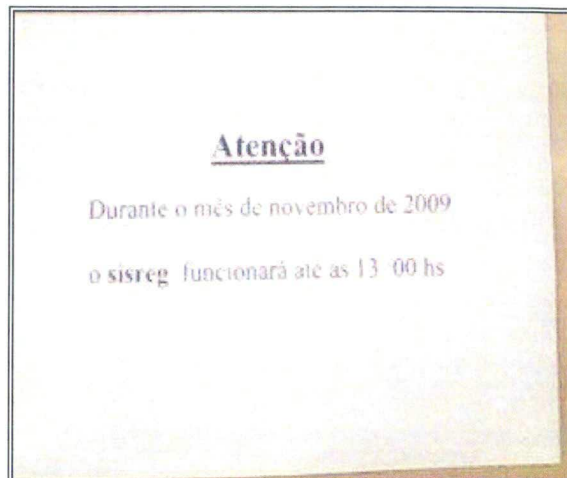 Atenção
Durante o mês de novembro de 2009
o sisreg funcionará até as 13:00 hs